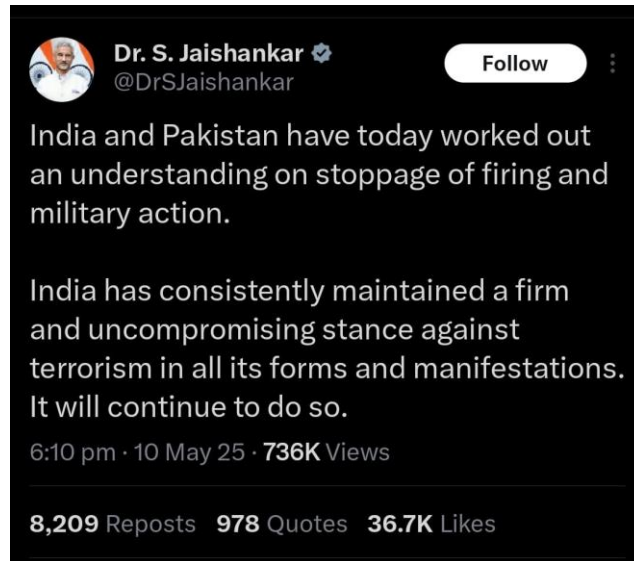 Dr. S. Jaishankar
Follow
@DrSJaishankar
India and Pakistan have today worked out
an understanding on stoppage of firing and
military action.
India has consistently maintained a firm
and uncompromising stance against
terrorism in all its forms and manifestations.
It will continue to do so.
6:10 pm · 10 May 25 · 736K Views
8,209 Reposts 978 Quotes 36.7K Likes